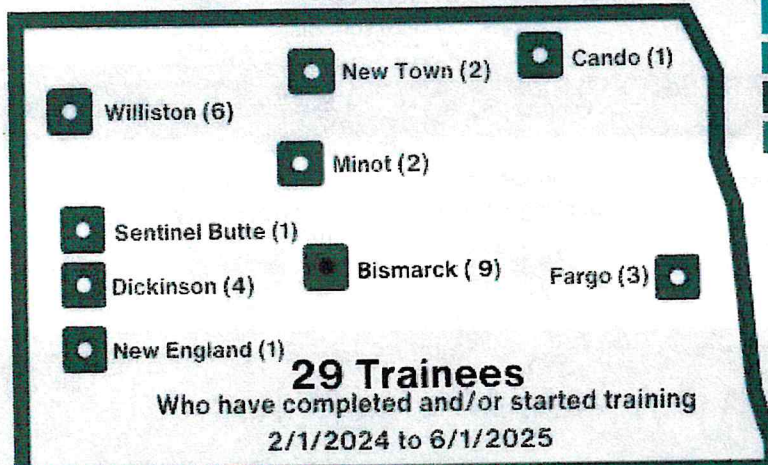 Cando (1)
New Town (2)
Williston (6)
Minot (2)
Sentinel Butte (1)
Bismarck ( 9)
Fargo (3)
Dickinson (4)
New England (1)
29 Trainees
Who have completed and/or started training
2/1/2024 to 6/1/2025